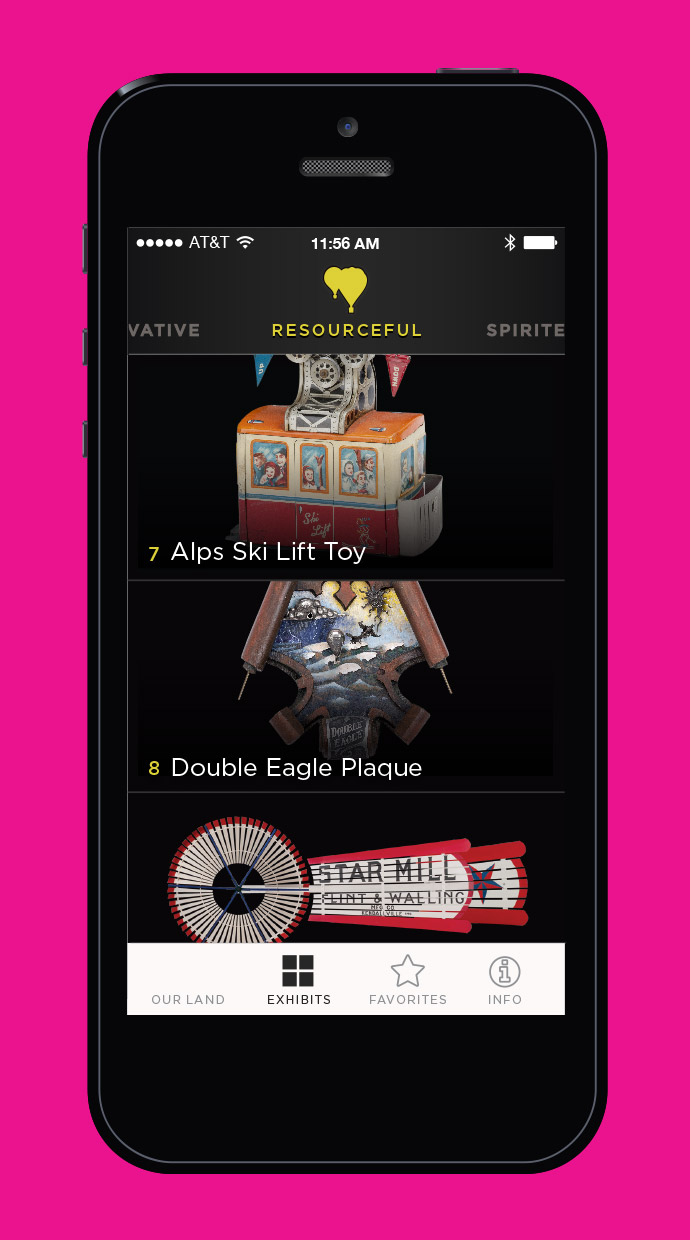 AT&T
11:56 AM
VATIVE
RESOURCEFUL
SPIRITE
UP
DOWN
Ski
Lift
7 Alps Ski Lift Toy
DOUBLE
EAGLE
8 Double Eagle Plaque
STAR MILL
FLINT & WALLING
MFG CO
KENDALLVILLE IND
OUR LAND
EXHIBITS
FAVORITES
INFO